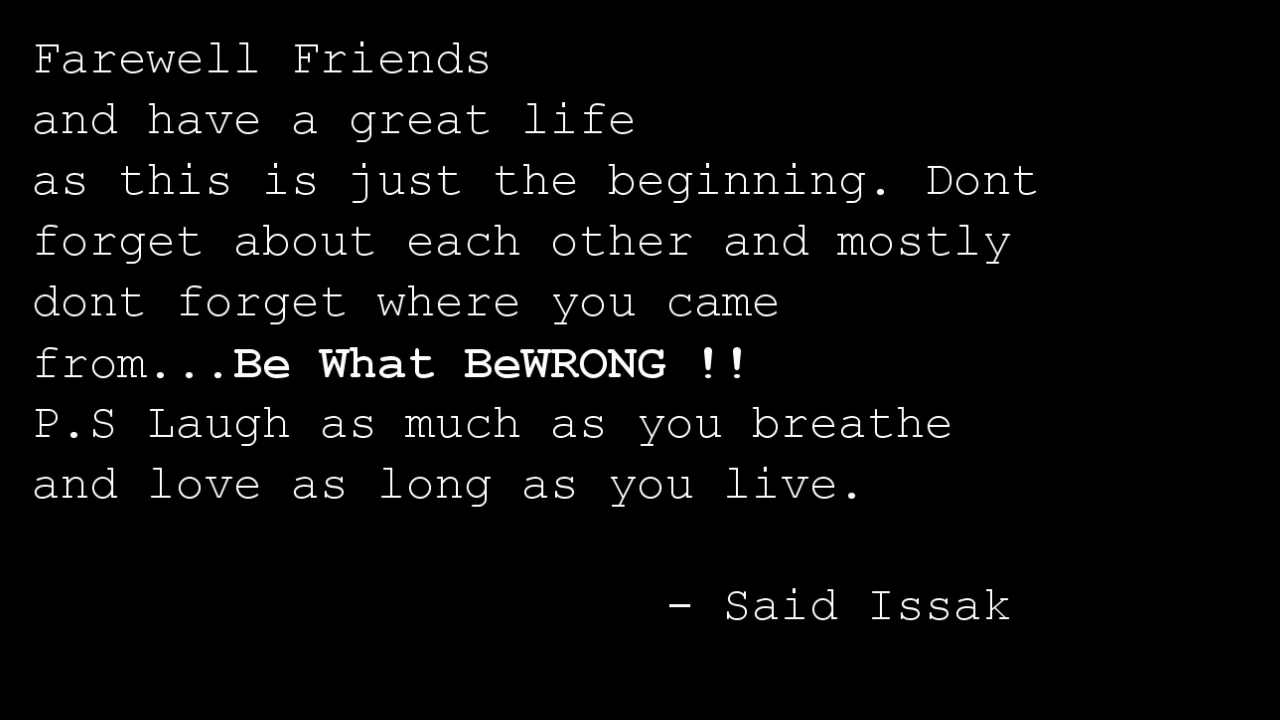 Farewell Friends
and have a great life
as this is just the beginning. Dont
forget about each other and mostly
dont forget where you came
from...Be What BeWRONG !!
P.S Laugh as much as you breathe
and love as long as you live.
- Said Issak